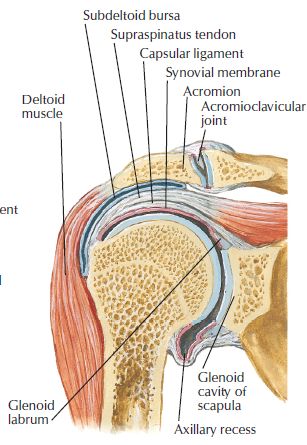 Subdeltoid bursa
Supraspinatus tendon
Capsular ligament
Synovial membrane
Acromion
Acromioclavicular
joint
Deltoid
muscle
ent
Glenoid
labrum
Glenoid
cavity of
scapula
Axillary recess